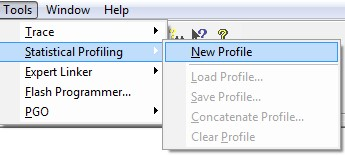 Tools Window Help
Trace
Statistical Profiling
Expert Linker
Flash Programmer...
PGO
New Profile
Load Profile...
Save Profile...
Concatenate Profile...
Clear Profile